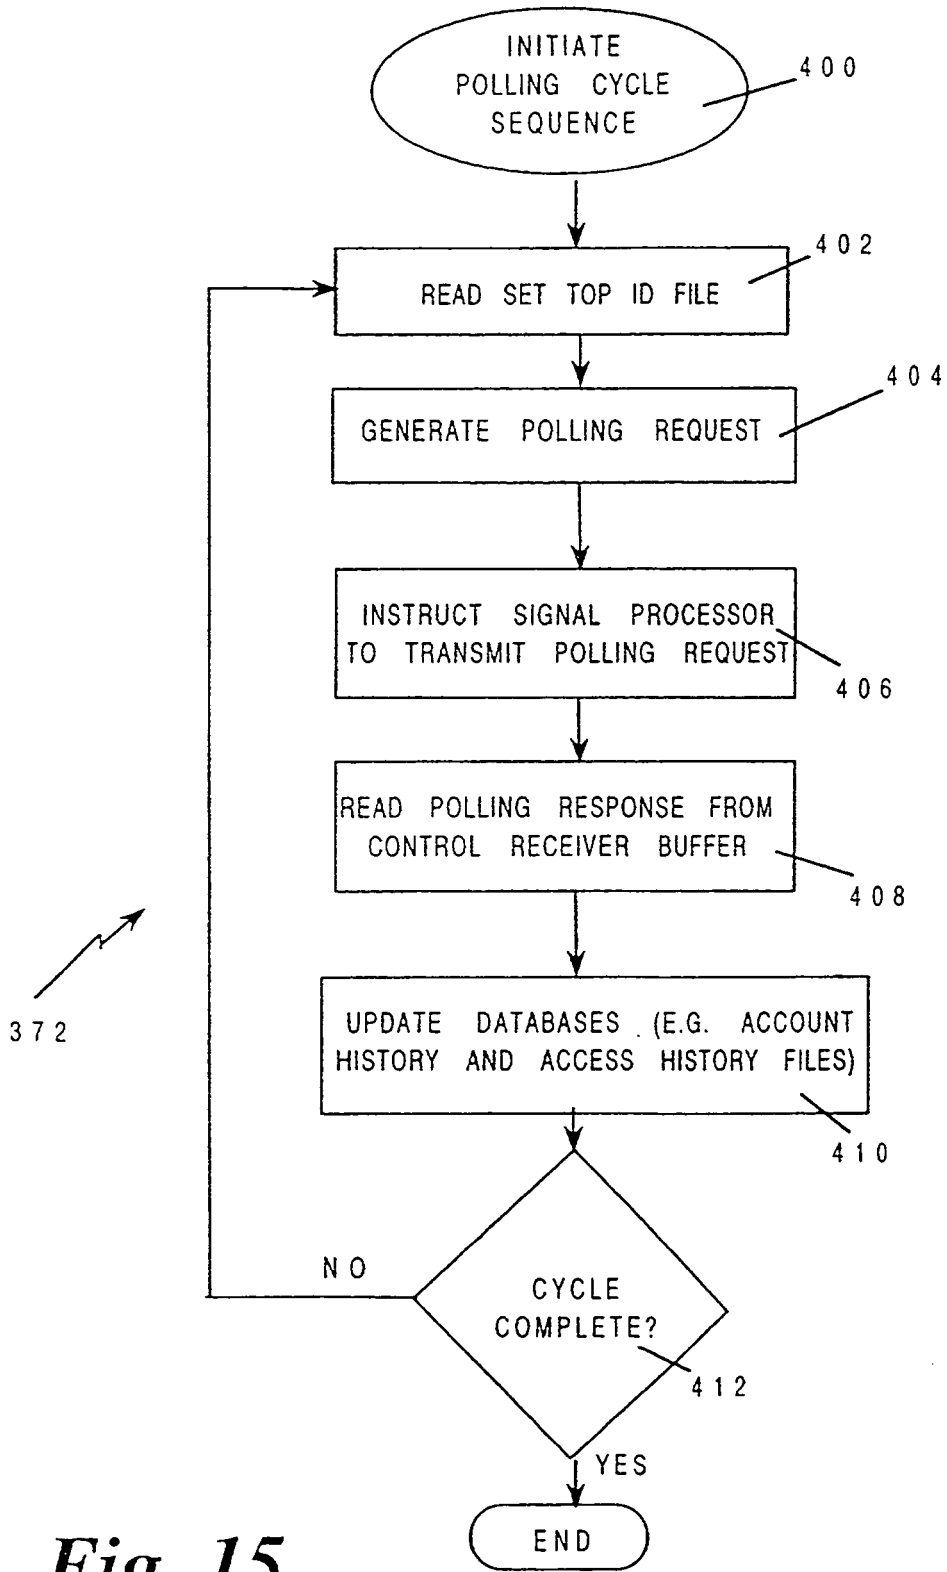 INITIATE
POLLING CYCLE
SEQUENCE
400
402
READ SET TOP ID FILE
404
GENERATE POLLING REQUEST
INSTRUCT SIGNAL PROCESSOR
TO TRANSMIT POLLING REQUEST
406
READ POLLING RESPONSE FROM
CONTROL RECEIVER BUFFER
408
372
UPDATE DATABASES (E.G. ACCOUNT
HISTORY AND ACCESS HISTORY FILES)
410
NO
CYCLE
COMPLETE?
412
YES
END
Fig. 15